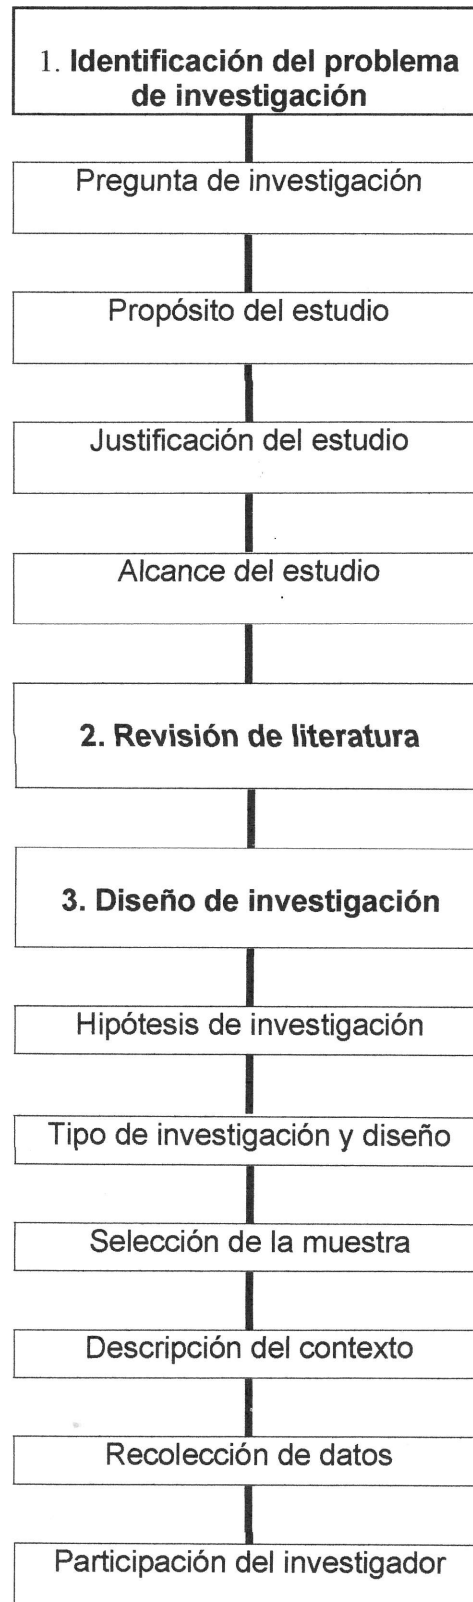 1. Identificación del problema
de investigación
Pregunta de investigación
Propósito del estudio
Justificación del estudio
Alcance del estudio
2. Revisión de literatura
3. Diseño de investigación
Hipótesis de investigación
Tipo de investigación y diseño
Selección de la muestra
Descripción del contexto
Recolección de datos
Participación del investigador